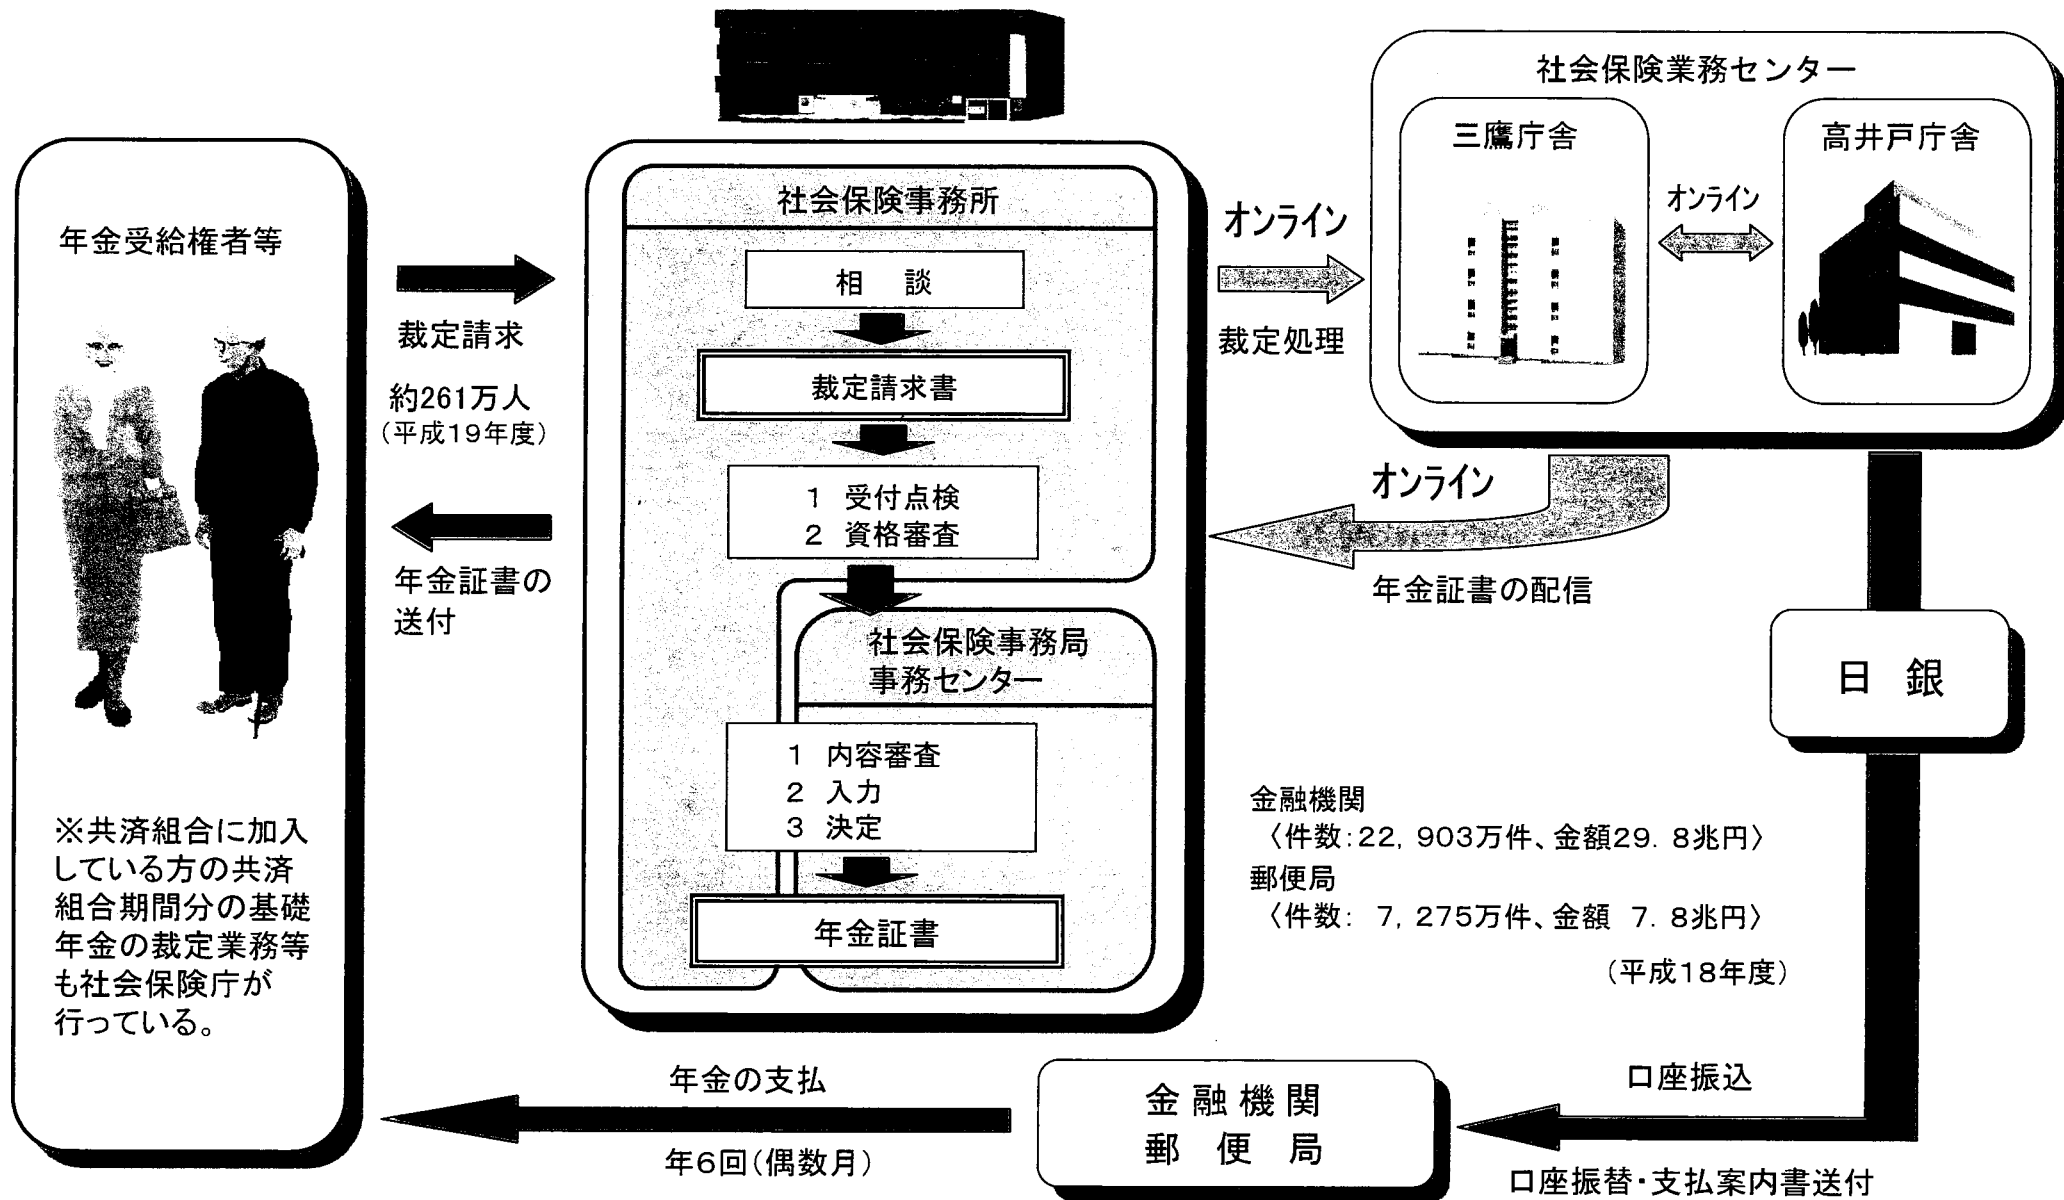 年金受給権者等
※共済組合に加入
している方の共済
組合期間分の基礎
年金の裁定業務等
も社会保険庁が
行っている。
裁定請求
約261万人
(平成19年度)
年金証書の
送付
社会保険事務所
相　談
裁定請求書
1 受付点検
2 資格審査
社会保険事務局
事務センター
1 内容審査
2 入力
3 決定
年金証書
オンライン
裁定処理
社会保険業務センター
三鷹庁舎
オンライン
高井戸庁舎
オンライン
年金証書の配信
日　銀
金融機関
〈件数:22, 903万件、金額29. 8兆円〉
郵便局
〈件数: 7, 275万件、金額 7. 8兆円〉
(平成18年度)
口座振込
口座振替・支払案内書送付
金融機関
郵便局
年金の支払
年6回(偶数月)